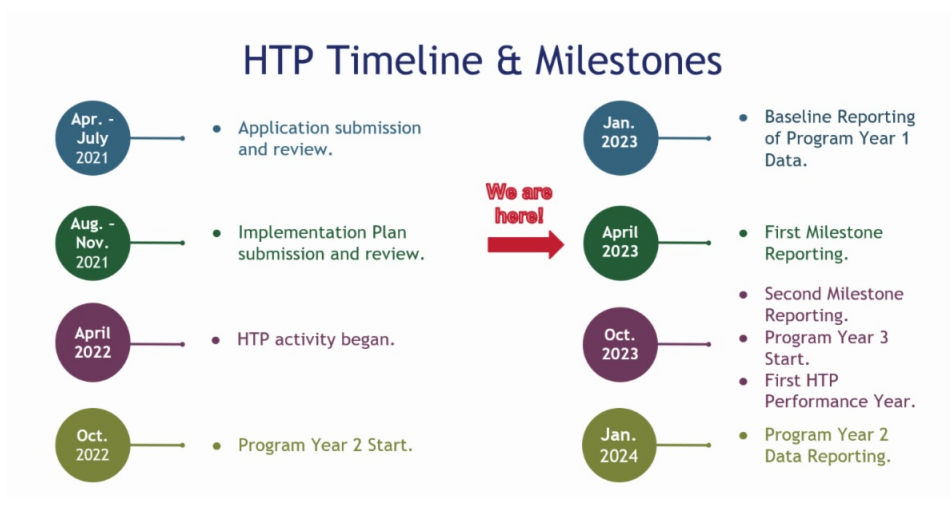 HTP Timeline & Milestones
Apr. -
July
2021
● Application submission
and review.
Aug. -
Nov.
2021
● Implementation Plan
submission and review.
April
2022
● HTP activity began.
Oct.
2022
● Program Year 2 Start.
Jan.
2023
● Baseline Reporting
of Program Year 1
Data.
We are
here!
April
2023
● First Milestone
Reporting.
Oct.
2023
● Second Milestone
Reporting.
● Program Year 3
Start.
● First HTP
Performance Year.
Jan.
2024
● Program Year 2
Data Reporting.